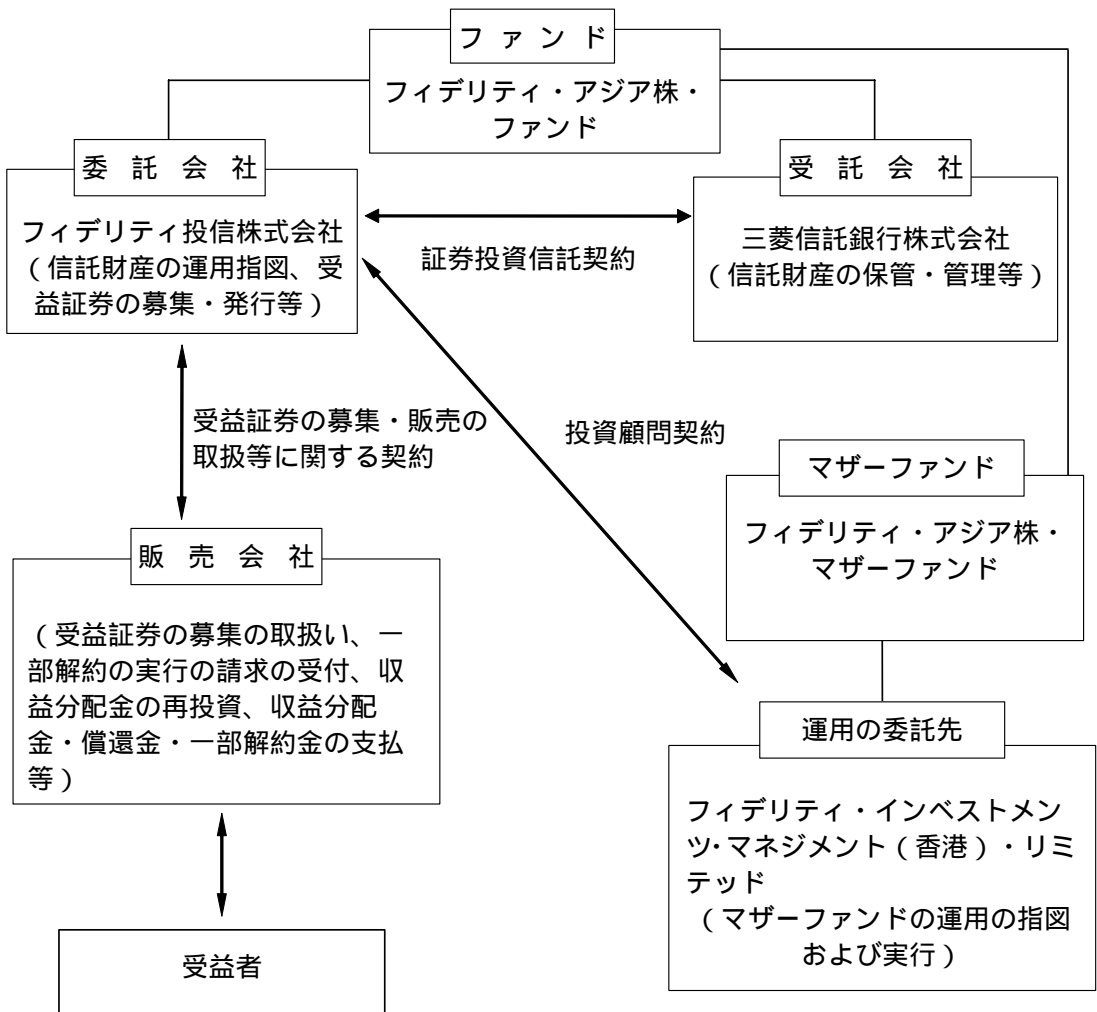 ファンド
フィデリティ・アジア株・
ファンド
委託会社
フィデリティ投信株式会社
(信託財産の運用指図、受
益証券の募集・発行等)
受託会社
三菱信託銀行株式会社
(信託財産の保管・管理等)
証券投資信託契約
受益証券の募集・販売の
取扱等に関する契約
投資顧問契約
マザーファンド
フィデリティ・アジア株・
マザーファンド
販売会社
(受益証券の募集の取扱い、一
部解約の実行の請求の受付、収
益分配金の再投資、収益分配
金・償還金・一部解約金の支払
等)
運用の委託先
フィデリティ・インベストメン
ツ・マネジメント(香港)・リミ
テッド
(マザーファンドの運用の指図
および実行)
受益者